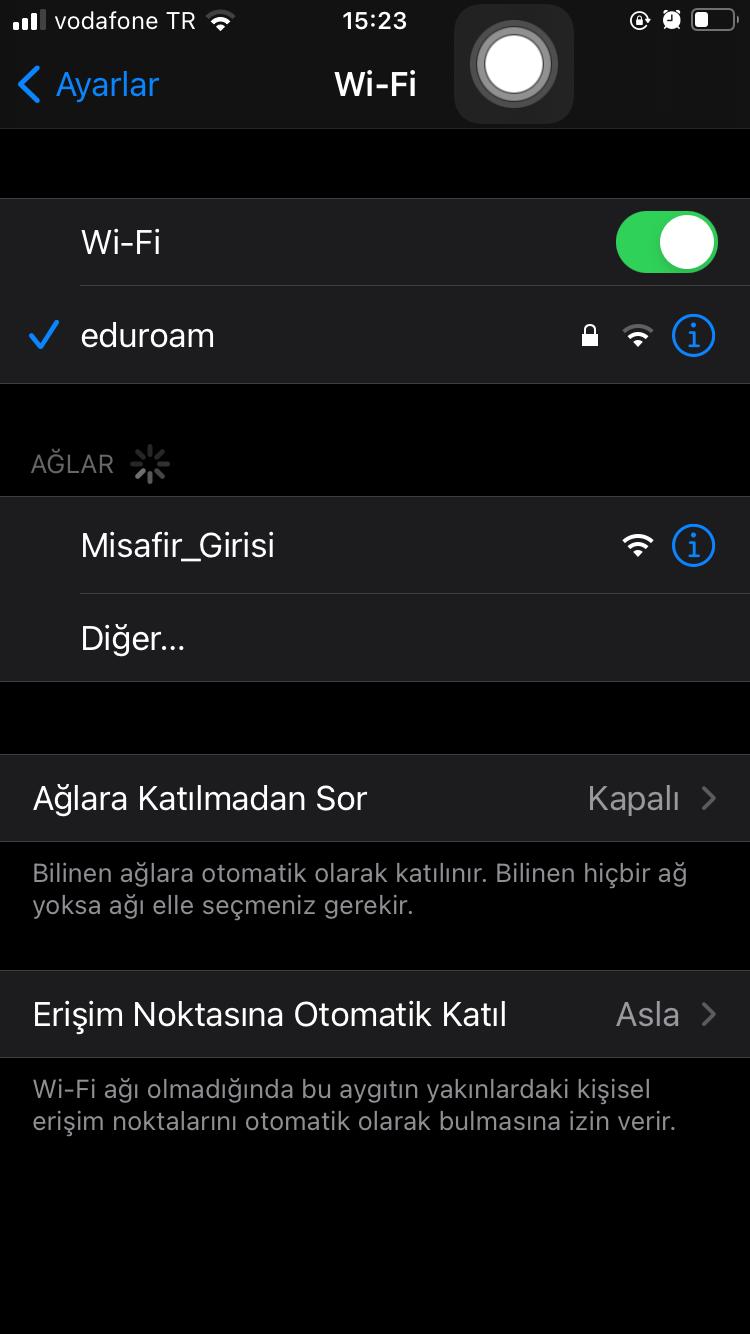 vodafone TR 15:23
Ayarlar Wi-Fi
Wi-Fi
eduroam
AĞLAR
Misafir_Girisi
Diğer...
Ağlara Katılmadan Sor Kapalı
Bilinen ağlara otomatik olarak katılınır. Bilinen hiçbir ağ
yoksa ağı elle seçmeniz gerekir.
Erişim Noktasına Otomatik Katıl Asla
Wi-Fi ağı olmadığında bu aygıtın yakınlardaki kişisel
erişim noktalarını otomatik olarak bulmasına izin verir.